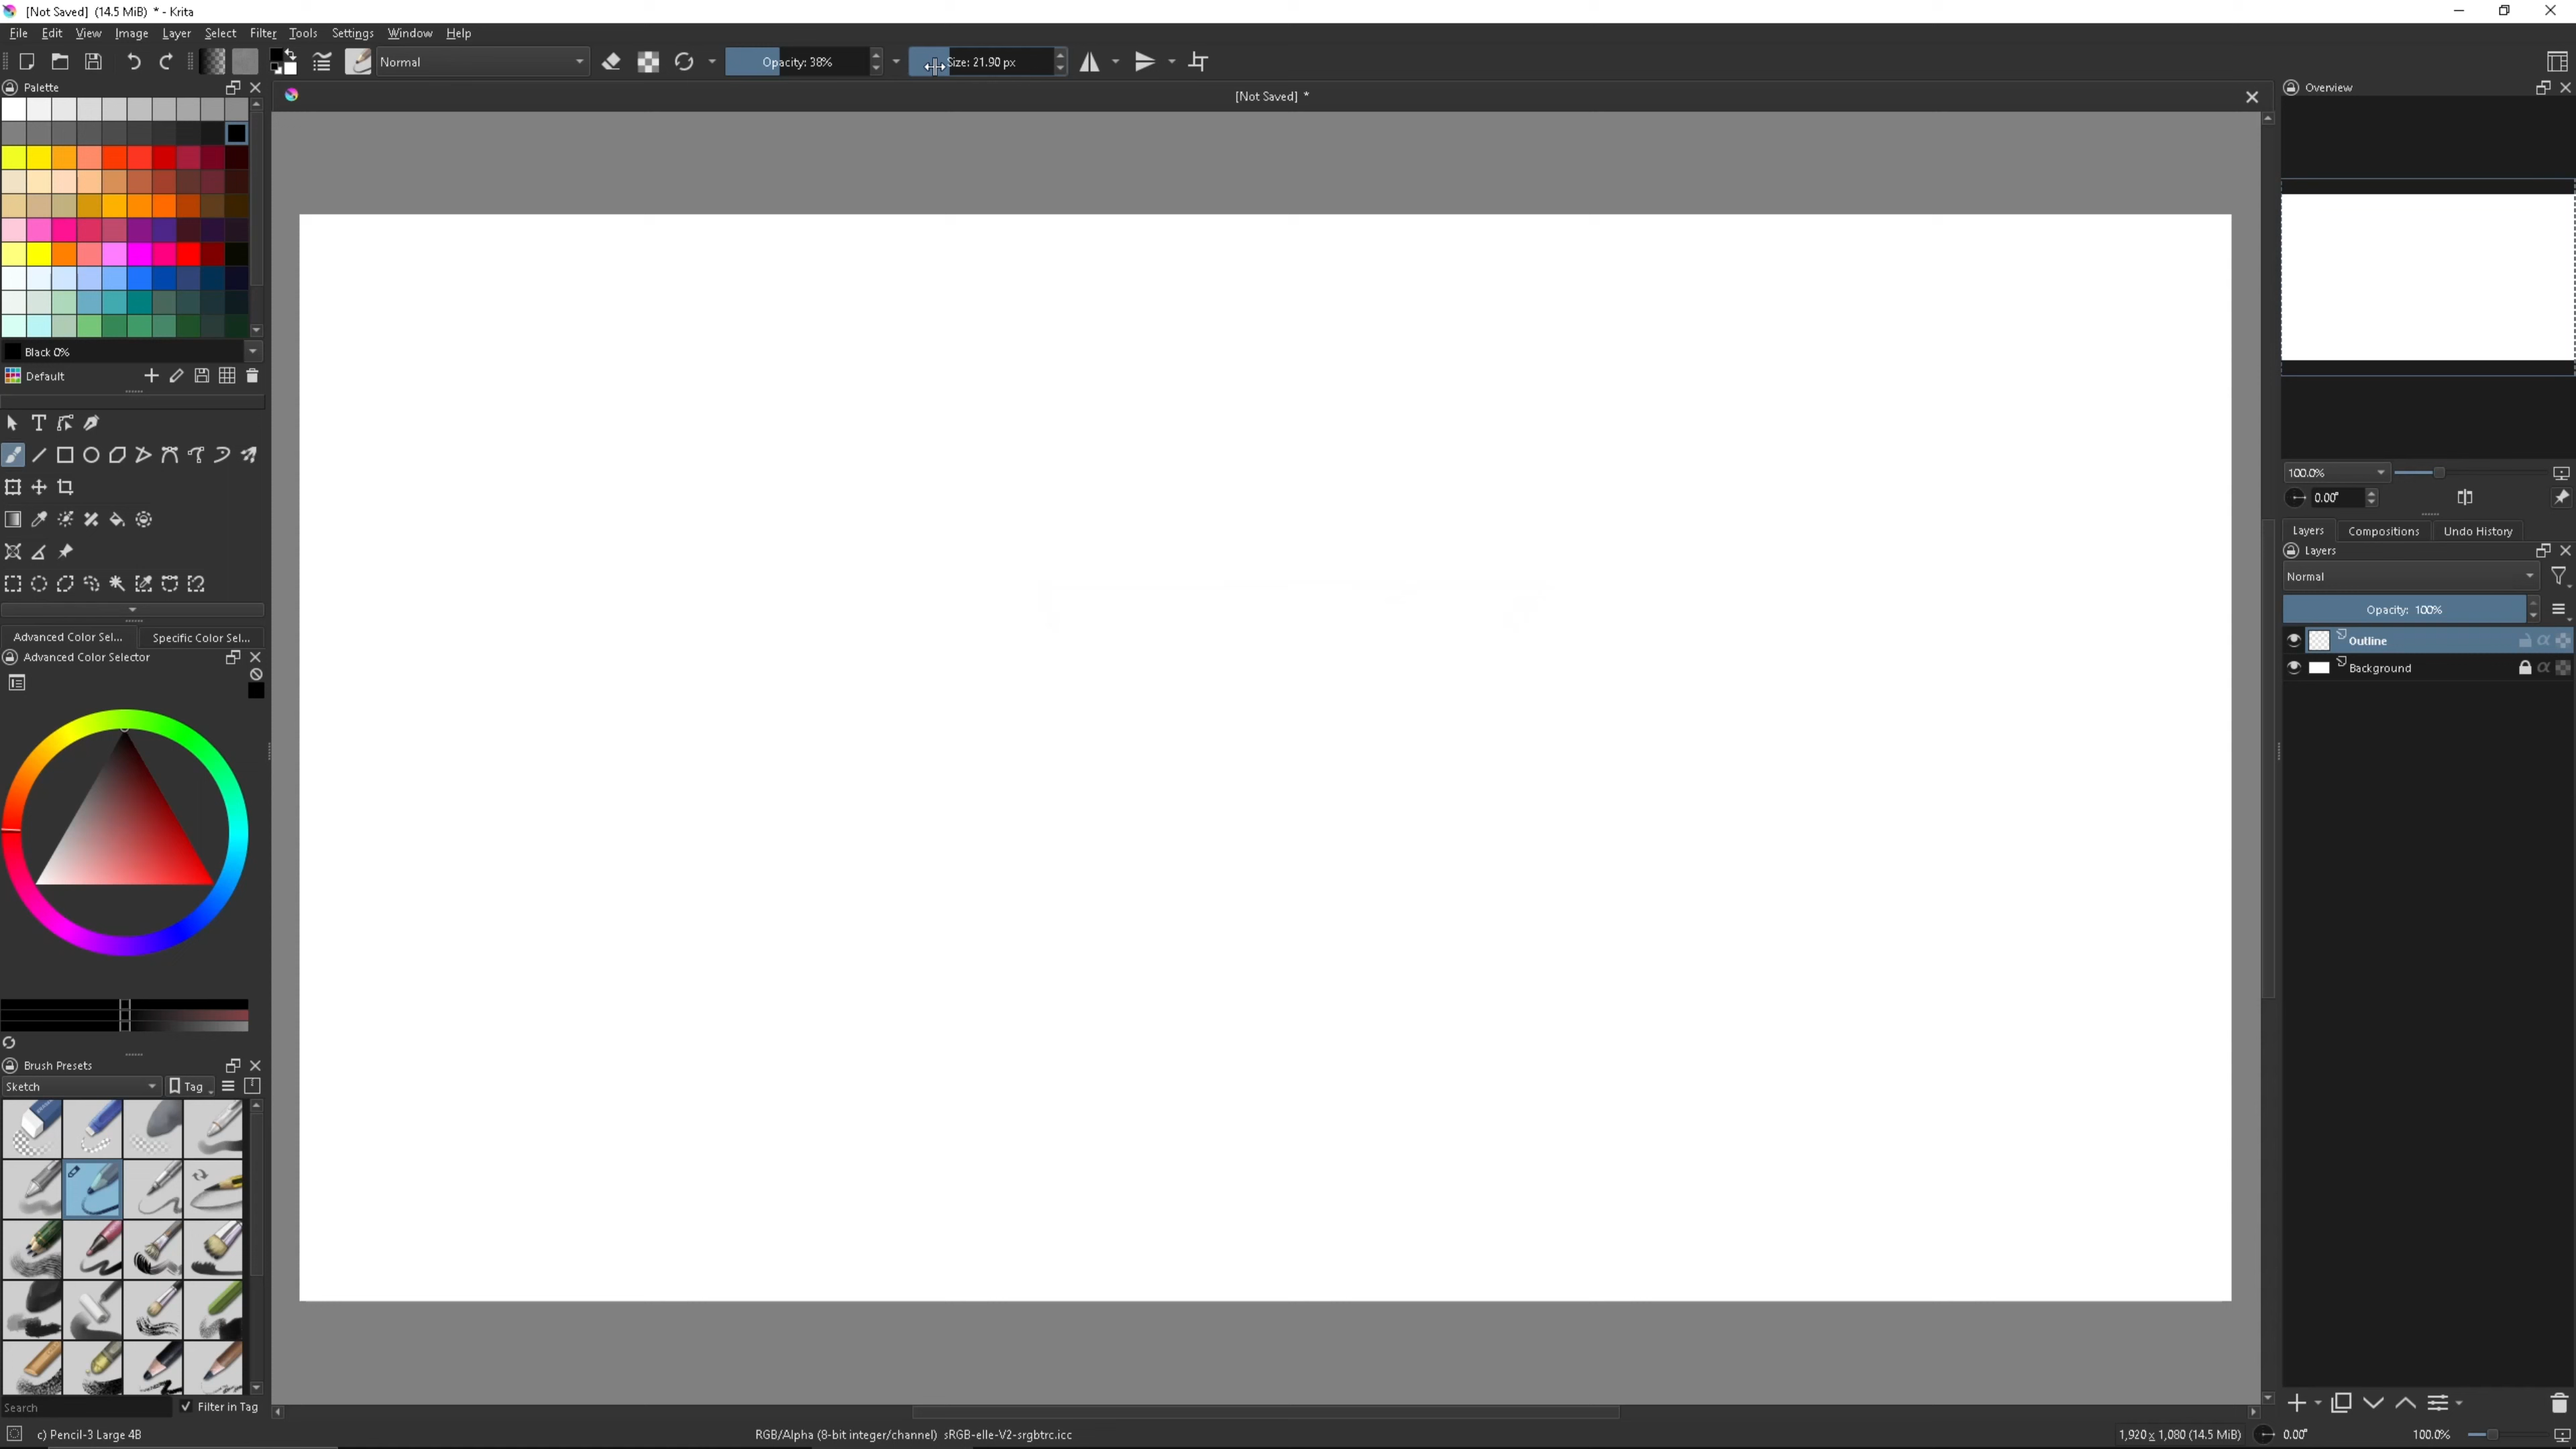 [Not Saved] (14.5 MiB) * - Krita
File Edit View Image Layer Select Filter Tools Settings Window Help
Normal Opacity: 38% Size: 21.90 px
Palette
[Not Saved] *
Overview
Black 0%
Default
100.0%
0.00°
Layers Compositions Undo History
Layers
Normal
Opacity: 100%
Outline
Background
Advanced Color Sel... Specific Color Sel...
Advanced Color Selector
Brush Presets
Sketch Tag
Search Filter in Tag
c) Pencil-3 Large 4B RGB/Alpha (8-bit integer/channel) sRGB-elle-V2-srgbtrc.icc 1,920 x 1,080 (14.5 MiB) 0.00° 100.0%